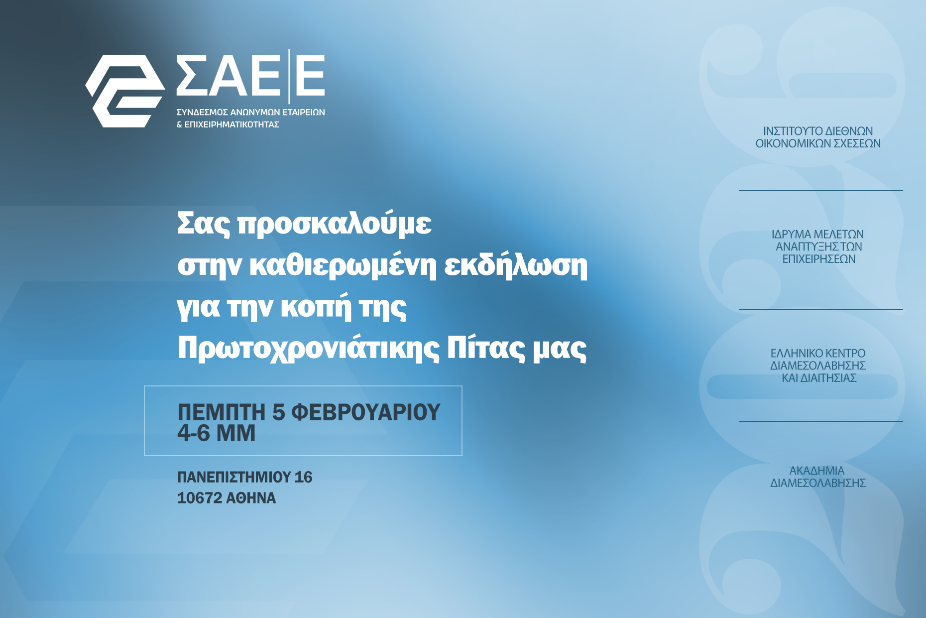 ΣΑΕ|Ε
ΣΥΝΔΕΣΜΟΣ ΑΝΩΝΥΜΩΝ ΕΤΑΙΡΕΙΩΝ
& ΕΠΙΧΕΙΡΗΜΑΤΙΚΟΤΗΤΑΣ
Σας προσκαλούμε
στην καθιερωμένη εκδήλωση
για την κοπή της
Πρωτοχρονιάτικης Πίτας μας
ΠΕΜΠΤΗ 5 ΦΕΒΡΟΥΑΡΙΟΥ
4-6 ΜΜ
ΠΑΝΕΠΙΣΤΗΜΙΟΥ 16
10672 ΑΘΗΝΑ
ΙΝΣΤΙΤΟΥΤΟ ΔΙΕΘΝΩΝ
ΟΙΚΟΝΟΜΙΚΩΝ ΣΧΕΣΕΩΝ
ΙΔΡΥΜΑ ΜΕΛΕΤΩΝ
ΑΝΑΠΤΥΞΗΣ ΤΩΝ
ΕΠΙΧΕΙΡΗΣΕΩΝ
ΕΛΛΗΝΙΚΟ ΚΕΝΤΡΟ
ΔΙΑΜΕΣΟΛΑΒΗΣΗΣ
ΚΑΙ ΔΙΑΙΤΗΣΙΑΣ
ΑΚΑΔΗΜΙΑ
ΔΙΑΜΕΣΟΛΑΒΗΣΗΣ
2026